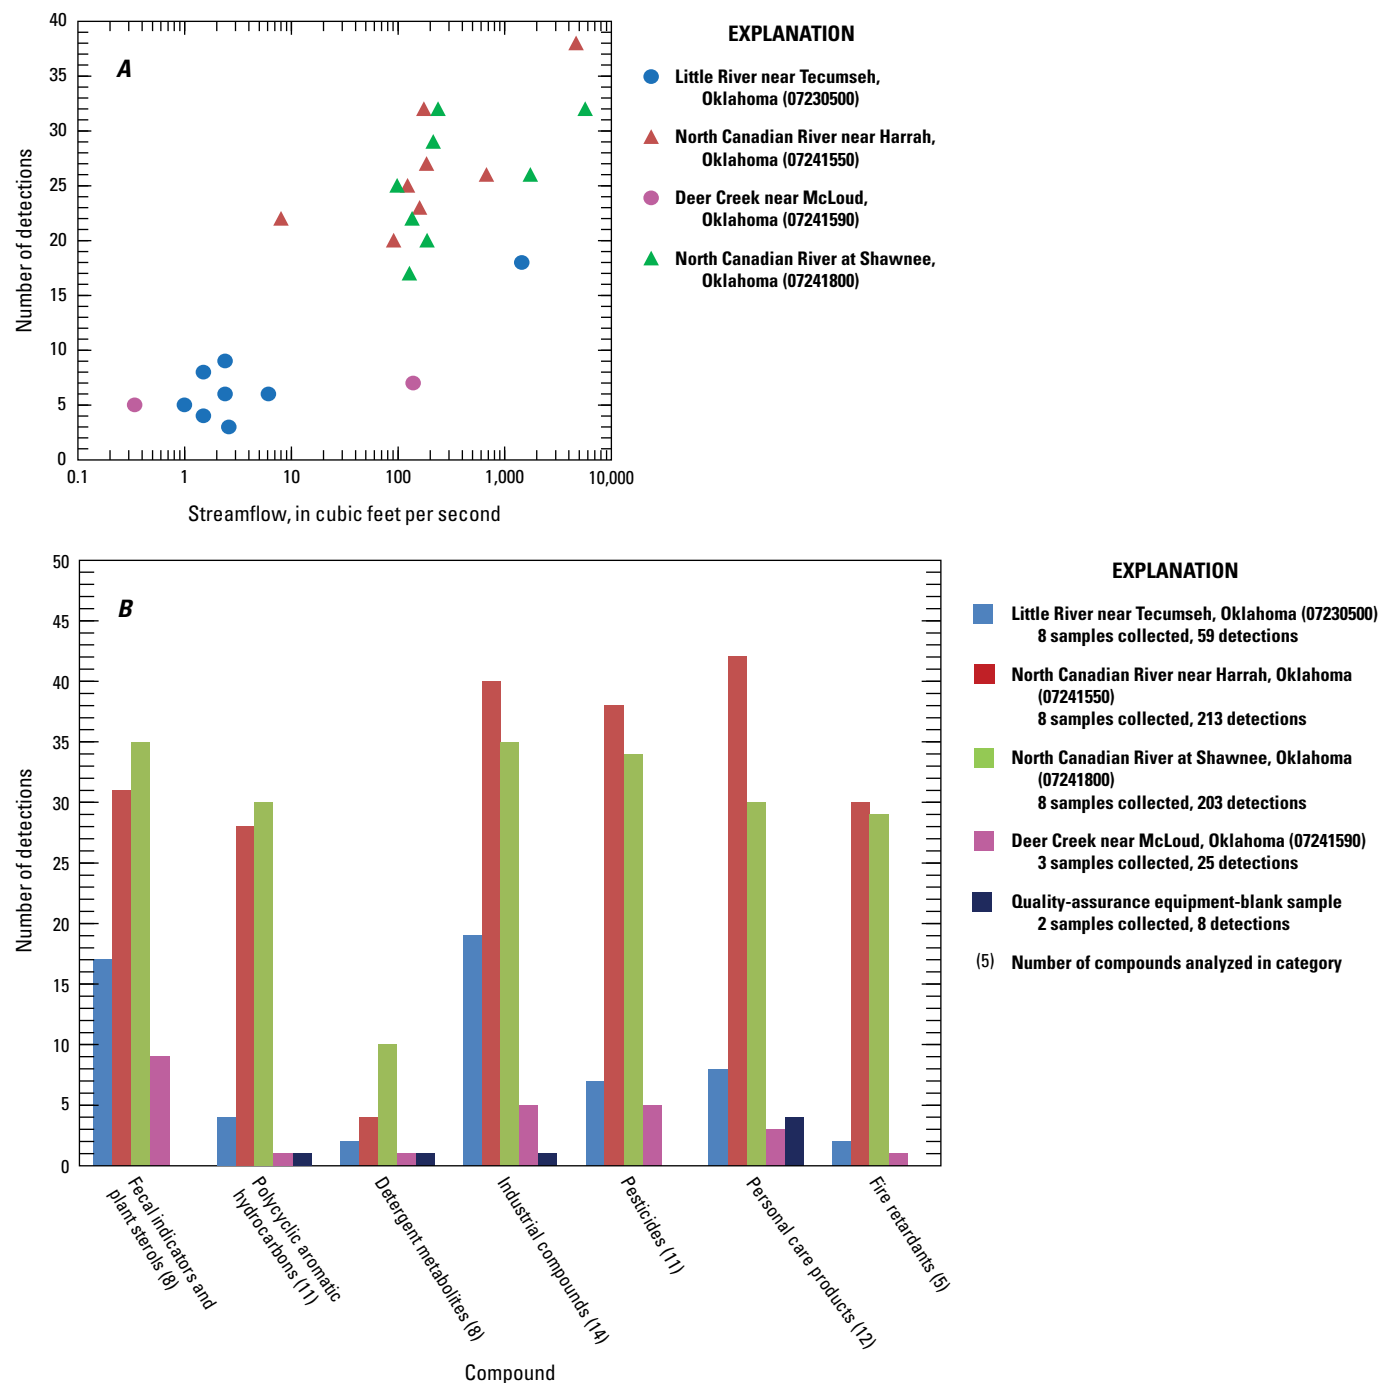 40
35
30
25
20
15
10
5
0
Number of detections
A
0.1
1
10
100
1,000
10,000
Streamflow, in cubic feet per second
EXPLANATION
Little River near Tecumseh,
Oklahoma (07230500)
North Canadian River near Harrah,
Oklahoma (07241550)
Deer Creek near McLoud,
Oklahoma (07241590)
North Canadian River at Shawnee,
Oklahoma (07241800)
50
45
40
35
30
25
20
15
10
5
0
Number of detections
B
Fecal indicators and
plant sterols (8)
Polycyclic aromatic
hydrocarbons (11)
Detergent metabolites (8)
Industrial compounds (14)
Pesticides (11)
Personal care products (12)
Fire retardants (5)
Compound
EXPLANATION
Little River near Tecumseh, Oklahoma (07230500)
8 samples collected, 59 detections
North Canadian River near Harrah, Oklahoma
(07241550)
8 samples collected, 213 detections
North Canadian River at Shawnee, Oklahoma
(07241800)
8 samples collected, 203 detections
Deer Creek near McLoud, Oklahoma (07241590)
3 samples collected, 25 detections
Quality-assurance equipment-blank sample
2 samples collected, 8 detections
(5) Number of compounds analyzed in category